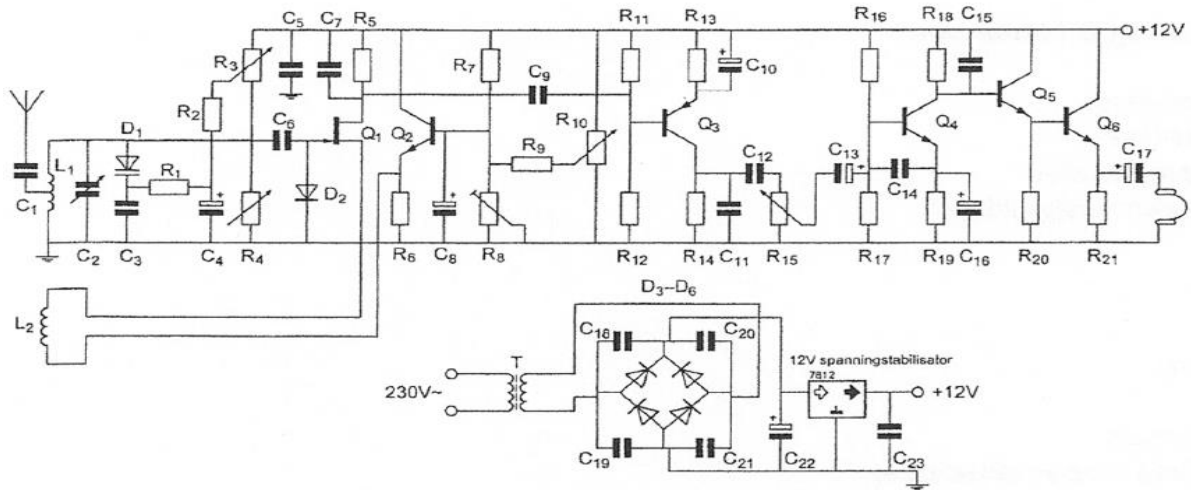 C5 C7 R5 R11 R13 R16 R18 C15
+12V
R3 R7 C9 + C10
R2 R10 Q5
D1 C6 Q1 Q2 Q3 Q4 Q6
L1 R1 R9 C12 C13 C17
+ D2 + + C14 + +
C1
C2 C3 C4 R4 R6 C8 R8 R12 R14 C11 R15 R17 R19 C16 R20 R21
D3–D6
L2
C18 C20
T 12V spanningstabilisator
7812
230V~ +12V
+
C19 C21 C22 C23